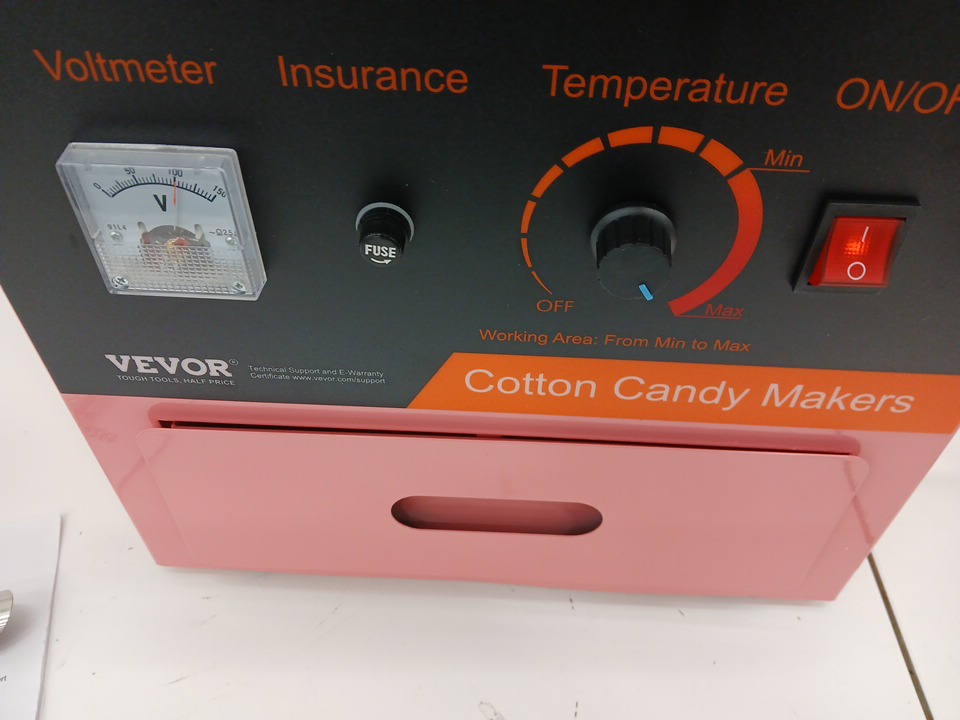 Voltmeter
Insurance
Temperature
ON/OF
0 50 100 150
V
91L4
FUSE
Min
OFF
Max
Working Area: From Min to Max
I
O
VEVOR®
TOUGH TOOLS, HALF PRICE
Technical Support and E-Warranty
Certificate www.vevor.com/support
Cotton Candy Makers